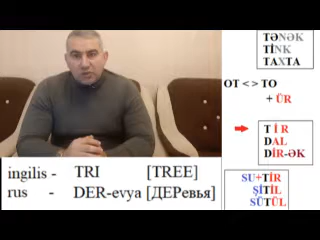 TƏNƏK
TİNK
TAXTA
OT <> TO
+ ÜR
TİR
DAL
DİR-ƏK
SU+TİR
ŞİTİL
SÜTÜL
ingilis - TRI [TREE]
rus - DER-evya [ДЕРевья]